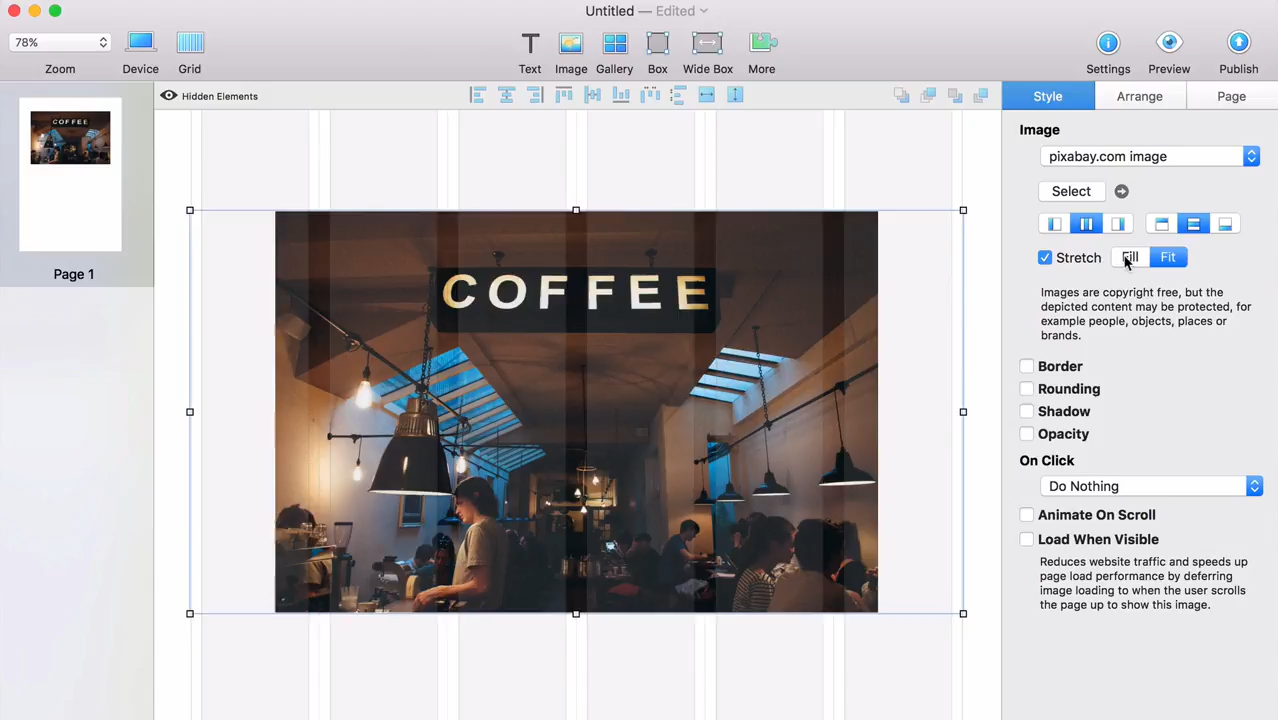 Untitled — Edited
78%
Zoom
Device
Grid
Text
Image
Gallery
Box
Wide Box
More
Settings
Preview
Publish
Hidden Elements
Style
Arrange
Page
COFFEE
Page 1
COFFEE
Image
pixabay.com image
Select
Stretch
Fill
Fit
Images are copyright free, but the
depicted content may be protected, for
example people, objects, places or
brands.
Border
Rounding
Shadow
Opacity
On Click
Do Nothing
Animate On Scroll
Load When Visible
Reduces website traffic and speeds up
page load performance by deferring
image loading to when the user scrolls
the page up to show this image.